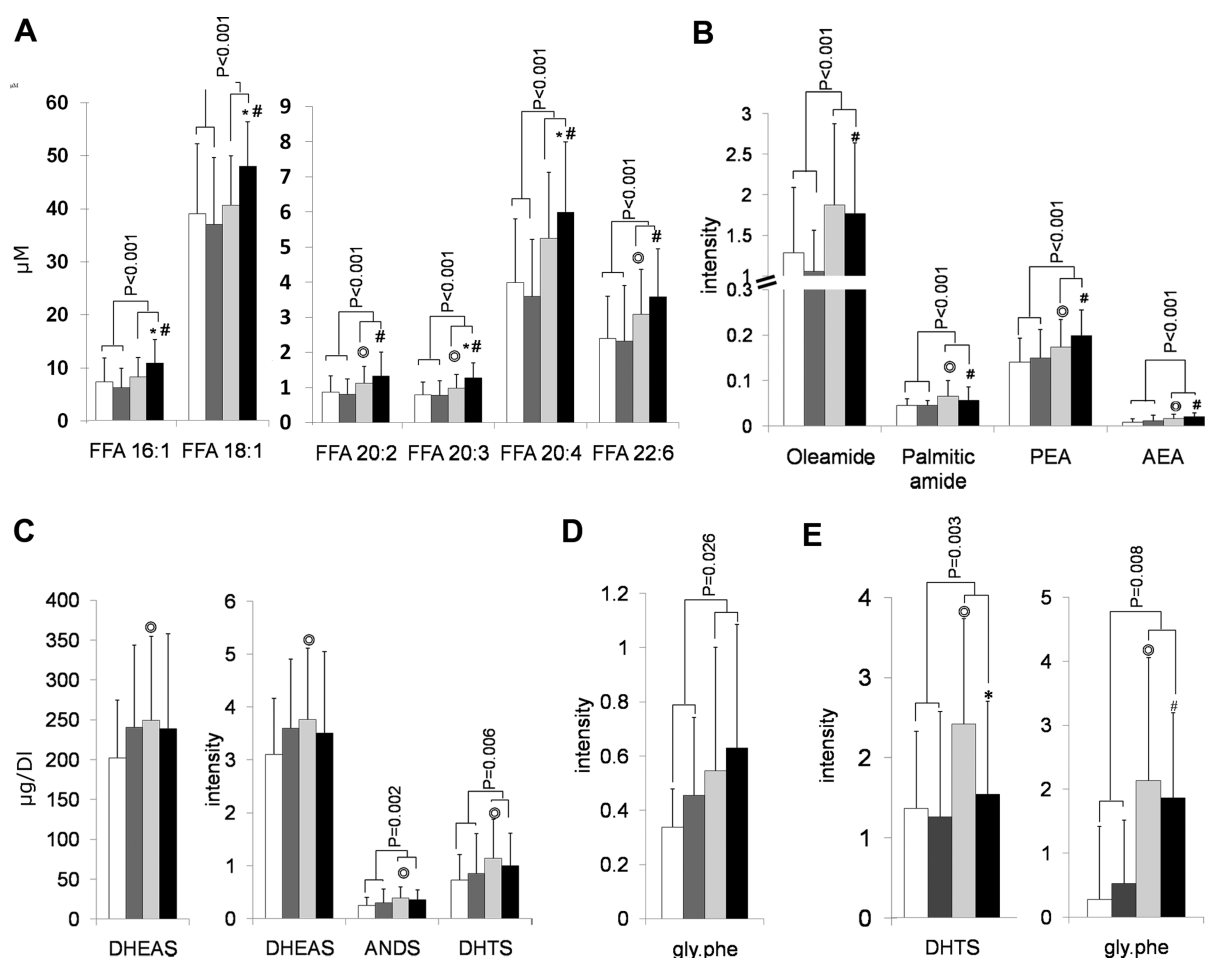 A
B
µM
µM
60
50
40
30
20
10
0
P<0.001
P<0.001
*#
*#
FFA 16:1
FFA 18:1
9
8
7
6
5
4
3
2
1
0
P<0.001
P<0.001
P<0.001
P<0.001
#
*#
*#
#
FFA 20:2
FFA 20:3
FFA 20:4
FFA 22:6
intensity
3
2.5
2
1.5
1
0.3
0.2
0.1
0
P<0.001
P<0.001
P<0.001
P<0.001
#
#
#
#
Oleamide
Palmitic
amide
PEA
AEA
C
D
E
µg/Dl
400
350
300
250
200
150
100
50
0
DHEAS
intensity
6
5
4
3
2
1
0
P=0.002
P=0.006
DHEAS
ANDS
DHTS
intensity
1.2
1
0.8
0.6
0.4
0.2
0
P=0.026
gly.phe
intensity
4
3
2
1
0
P=0.003
*
DHTS
5
4
3
2
1
0
P=0.008
#
gly.phe